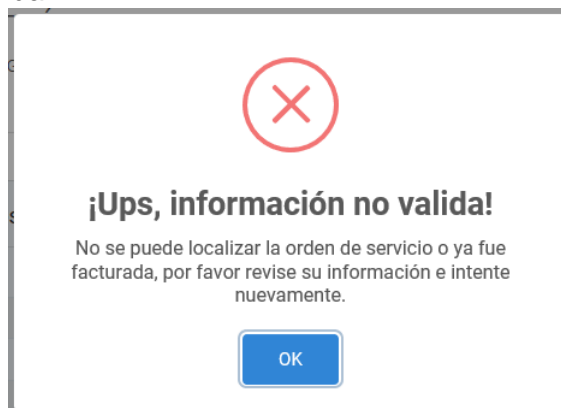 ¡Ups, información no valida!
No se puede localizar la orden de servicio o ya fue
facturada, por favor revise su información e intente
nuevamente.
OK